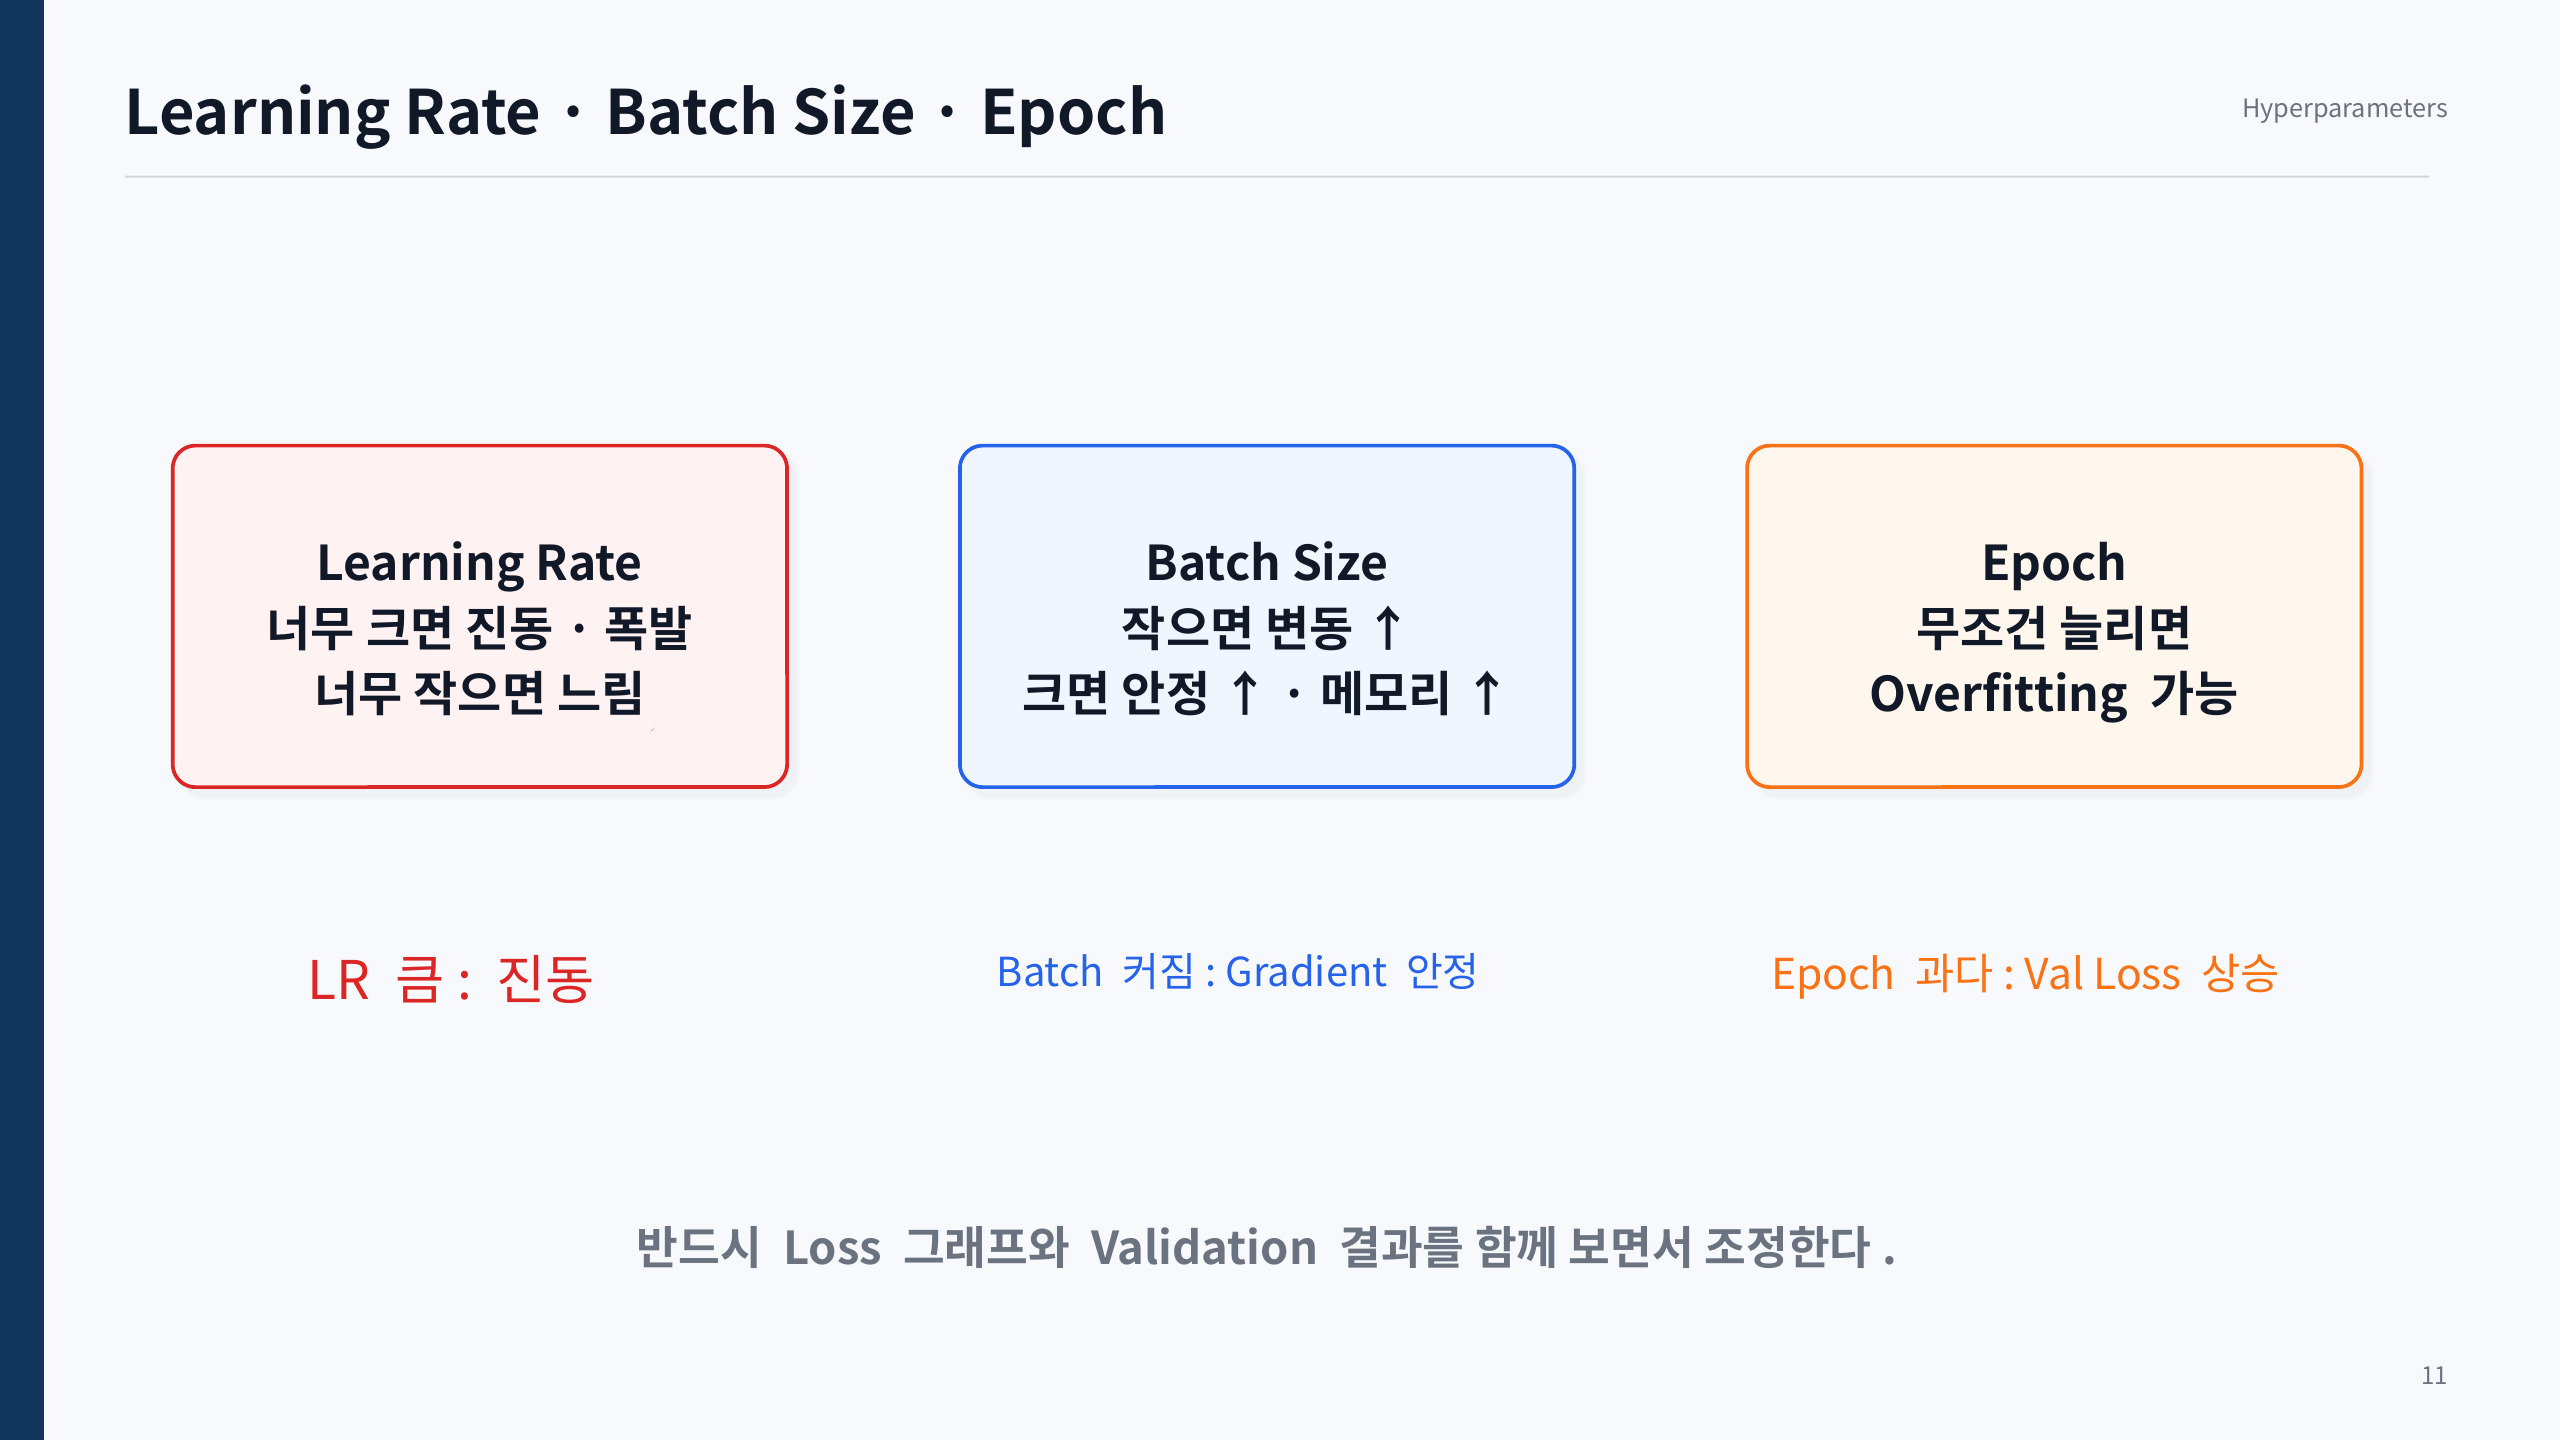 Learning Rate · Batch Size · Epoch
Hyperparameters
Learning Rate
너무 크면 진동 · 폭발
너무 작으면 느림
Batch Size
작으면 변동 ↑
크면 안정 ↑ · 메모리 ↑
Epoch
무조건 늘리면
Overfitting 가능
LR 큼 : 진동
Batch 커짐 : Gradient 안정
Epoch 과다 : Val Loss 상승
반드시 Loss 그래프와 Validation 결과를 함께 보면서 조정한다 .
11